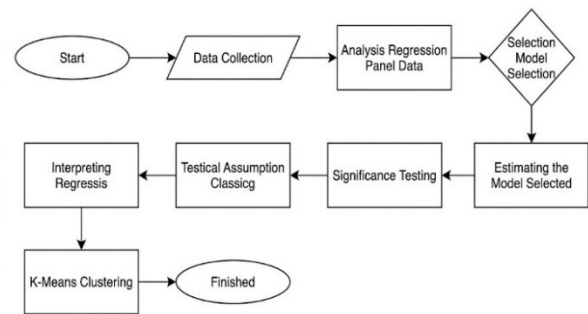 Start
Data Collection
Analysis Regression
Panel Data
Selection
Model
Selection
Estimating the
Model Selected
Significance Testing
Testical Assumption
Classicg
Interpreting
Regressis
K-Means Clustering
Finished